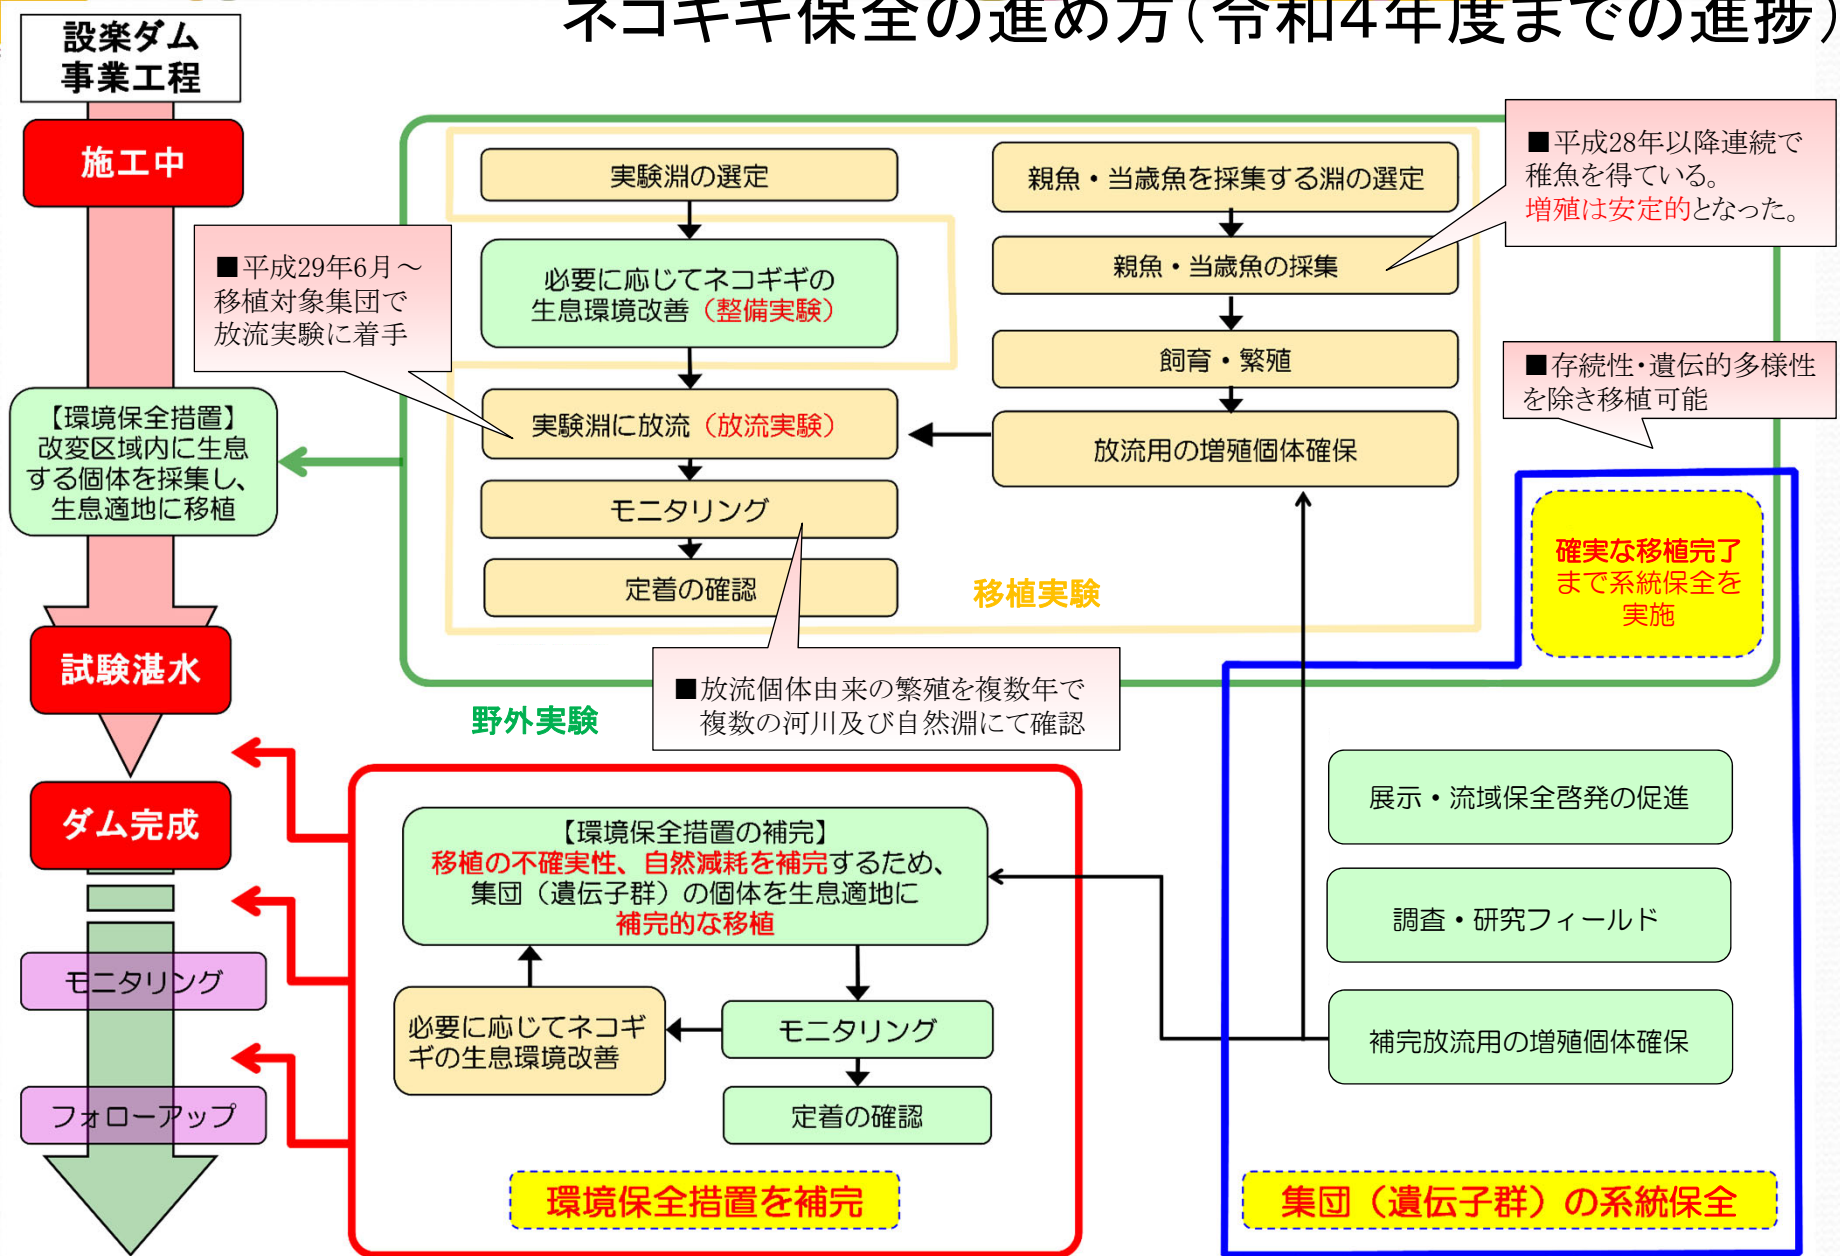 ネコギギ保全の進め方（令和4年度までの進捗）
設楽ダム
事業工程
施工中
【環境保全措置】
改変区域内に生息
する個体を採集し、
生息適地に移植
試験湛水
ダム完成
モニタリング
フォローアップ
■平成29年6月～
移植対象集団で
放流実験に着手
実験淵の選定
必要に応じてネコギギの
生息環境改善（整備実験）
実験淵に放流（放流実験）
モニタリング
定着の確認
親魚・当歳魚を採集する淵の選定
親魚・当歳魚の採集
飼育・繁殖
放流用の増殖個体確保
移植実験
■平成28年以降連続で
稚魚を得ている。
増殖は安定的となった。
■存続性・遺伝的多様性
を除き移植可能
確実な移植完了
まで系統保全を
実施
■放流個体由来の繁殖を複数年で
複数の河川及び自然淵にて確認
野外実験
【環境保全措置の補完】
移植の不確実性、自然減耗を補完するため、
集団（遺伝子群）の個体を生息適地に
補完的な移植
必要に応じてネコギ
ギの生息環境改善
モニタリング
定着の確認
環境保全措置を補完
展示・流域保全啓発の促進
調査・研究フィールド
補完放流用の増殖個体確保
集団（遺伝子群）の系統保全